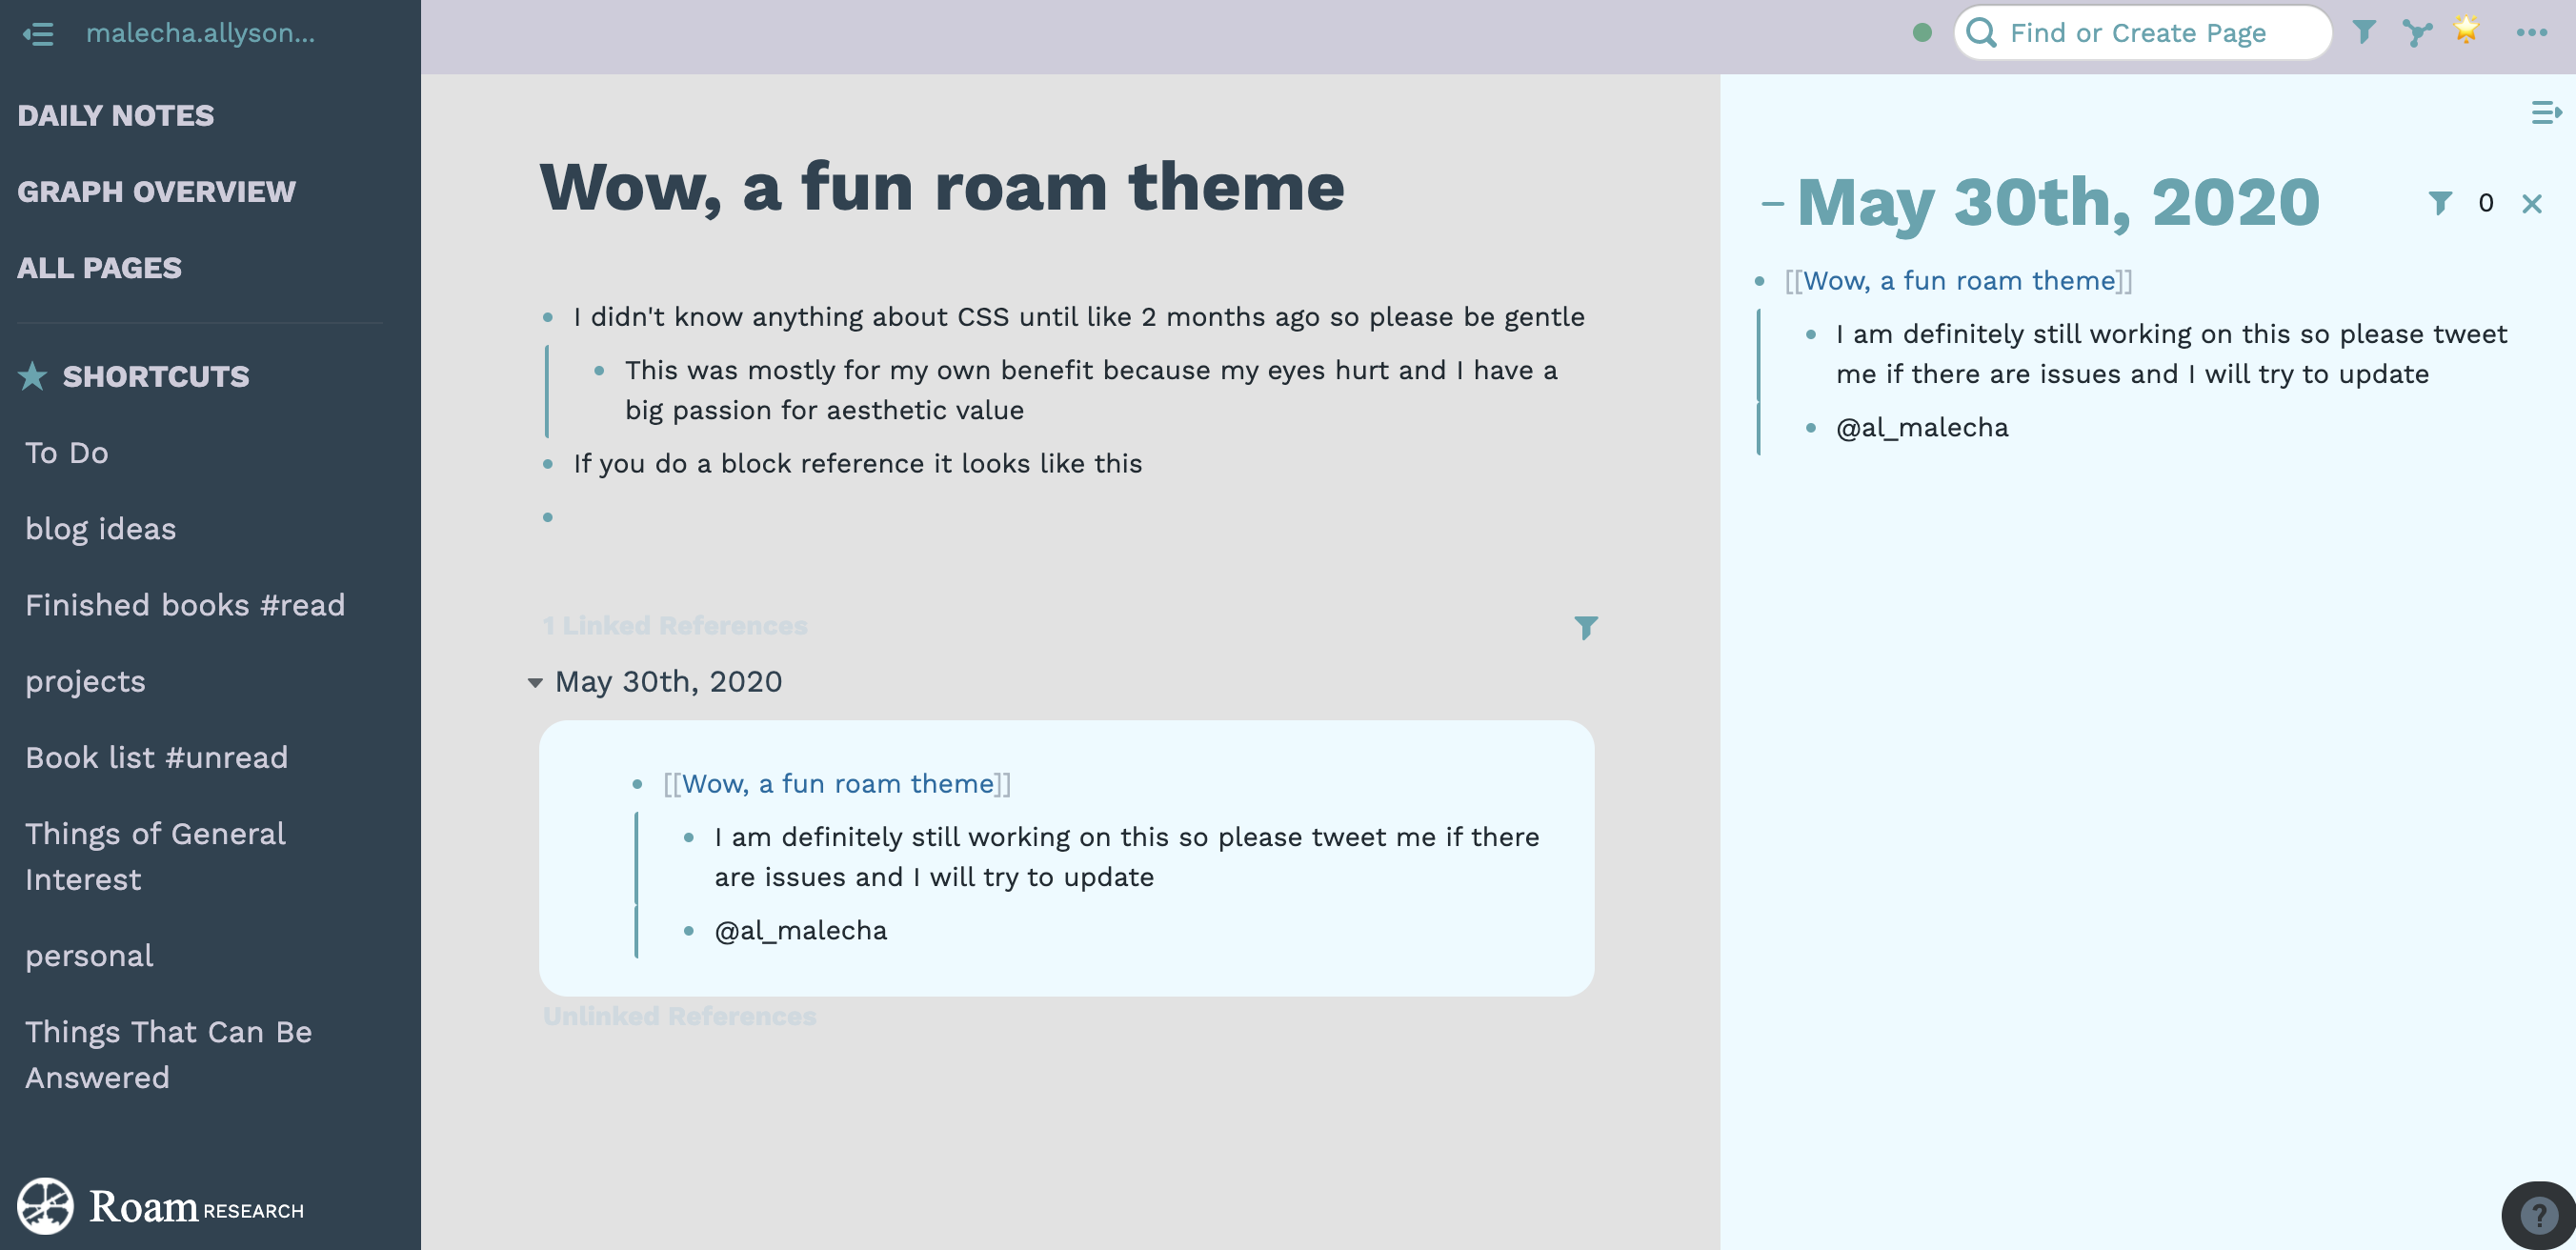 malecha.allyson...
DAILY NOTES
GRAPH OVERVIEW
ALL PAGES
SHORTCUTS
To Do
blog ideas
Finished books #read
projects
Book list #unread
Things of General
Interest
personal
Things That Can Be
Answered
Roam RESEARCH
Find or Create Page
Wow, a fun roam theme
I didn't know anything about CSS until like 2 months ago so please be gentle
This was mostly for my own benefit because my eyes hurt and I have a
big passion for aesthetic value
If you do a block reference it looks like this
1 Linked References
May 30th, 2020
[[Wow, a fun roam theme]]
I am definitely still working on this so please tweet me if there
are issues and I will try to update
@al_malecha
Unlinked References
May 30th, 2020
0
[[Wow, a fun roam theme]]
I am definitely still working on this so please tweet
me if there are issues and I will try to update
@al_malecha
?